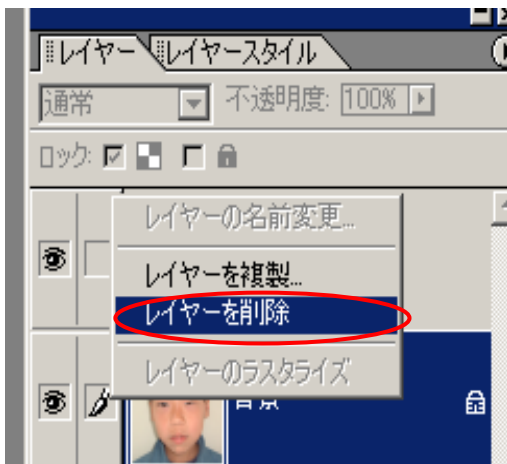 レイヤー レイヤースタイル
通常 不透明度: 100%
ロック:
レイヤーの名前変更...
レイヤーを複製...
レイヤーを削除
レイヤーのラスタライズ
背景